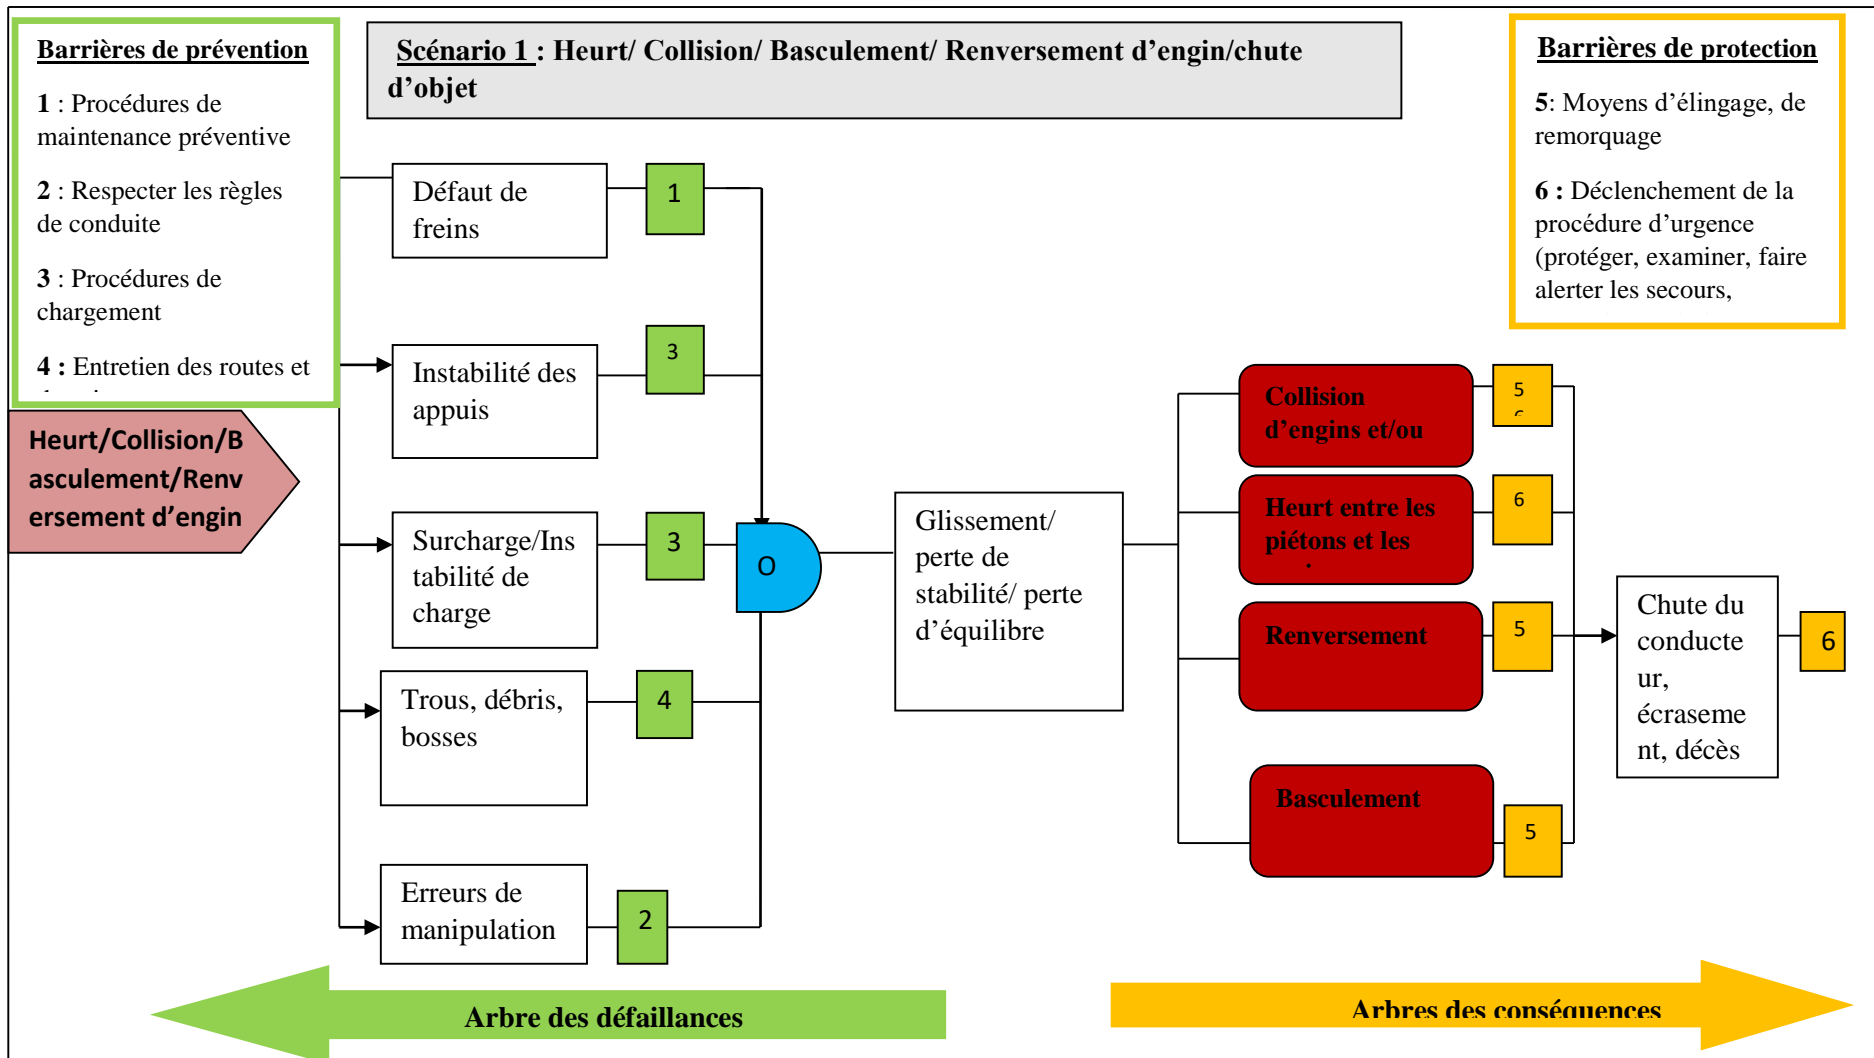 Barrières de prévention
1 : Procédures de
maintenance préventive
2 : Respecter les règles
de conduite
3 : Procédures de
chargement
4 : Entretien des routes et
Scénario 1 : Heurt/ Collision/ Basculement/ Renversement d’engin/chute
d’objet
Barrières de protection
5: Moyens d’élingage, de
remorquage
6 : Déclenchement de la
procédure d’urgence
(protéger, examiner, faire
alerter les secours,
Heurt/Collision/B
asculement/Renv
ersement d’engin
Défaut de
freins
1
Instabilité des
appuis
3
Surcharge/Ins
tabilité de
charge
3
Trous, débris,
bosses
4
Erreurs de
manipulation
2
O
Glissement/
perte de
stabilité/ perte
d’équilibre
Collision
d’engins et/ou
5
6
Heurt entre les
piétons et les
6
Renversement
5
Basculement
5
Chute du
conducte
ur,
écraseme
nt, décès
6
Arbre des défaillances
Arbres des conséquences